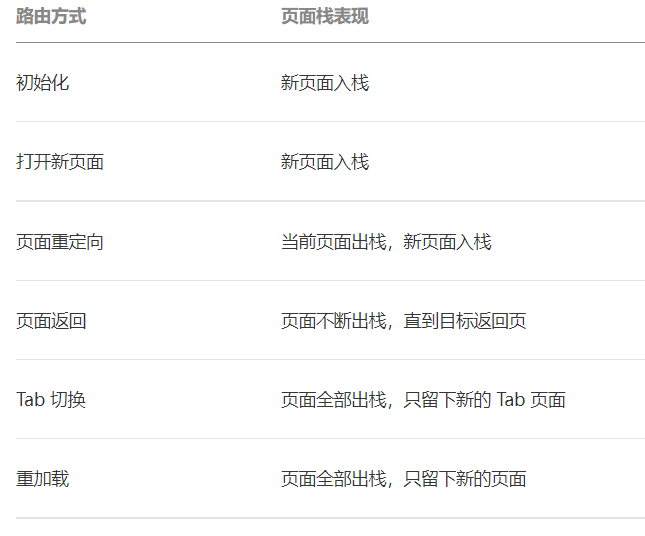 路由方式 页面栈表现
初始化 新页面入栈
打开新页面 新页面入栈
页面重定向 当前页面出栈，新页面入栈
页面返回 页面不断出栈，直到目标返回页
Tab 切换 页面全部出栈，只留下新的 Tab 页面
重加载 页面全部出栈，只留下新的页面